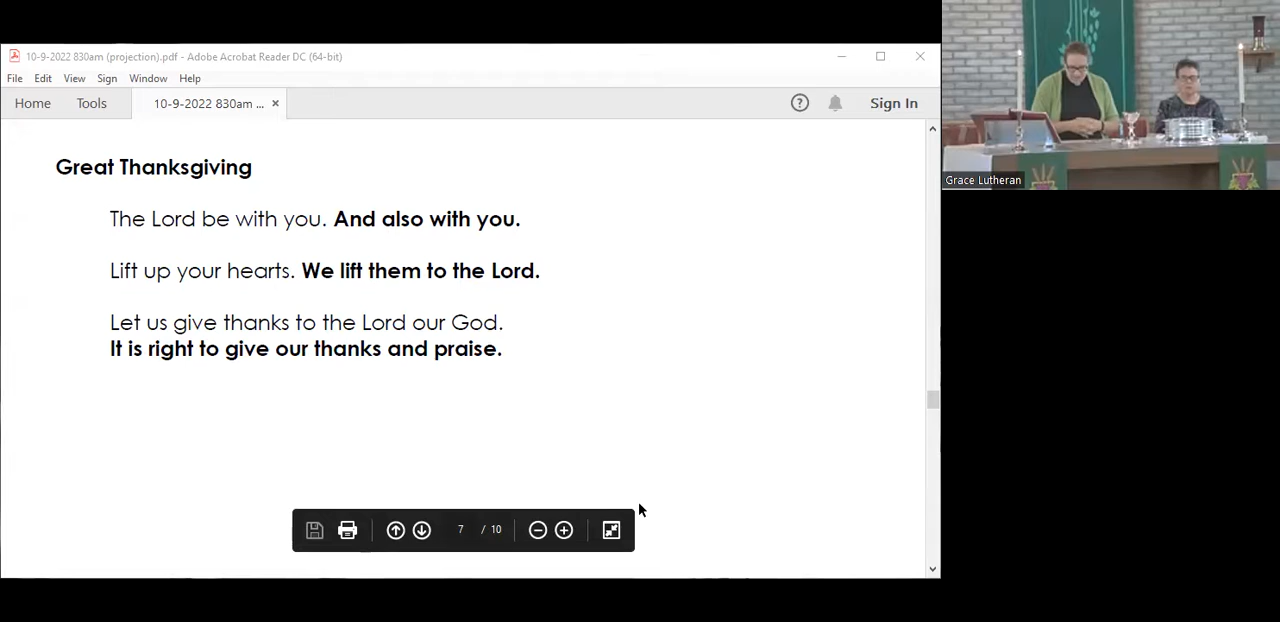 10-9-2022 830am (projection).pdf - Adobe Acrobat Reader DC (64-bit)
File Edit View Sign Window Help
Home Tools 10-9-2022 830am ... × Sign In
Great Thanksgiving
The Lord be with you. And also with you.
Lift up your hearts. We lift them to the Lord.
Let us give thanks to the Lord our God.
It is right to give our thanks and praise.
7 / 10
Grace Lutheran